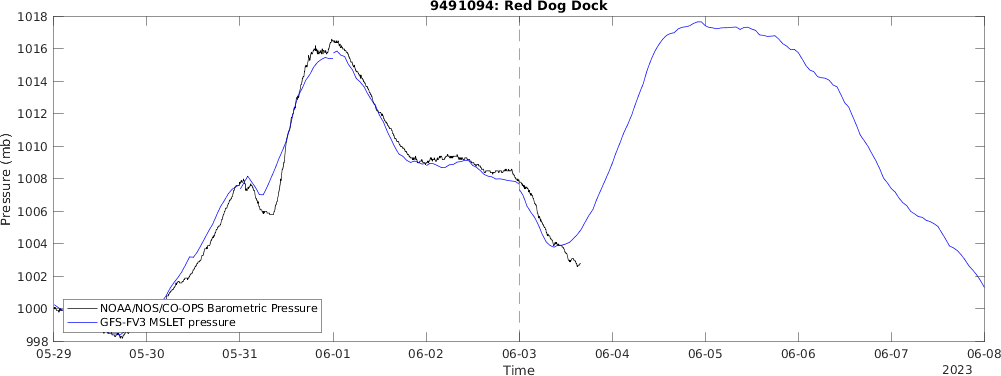 9491094: Red Dog Dock
1018
1016
1014
1012
1010
1008
1006
1004
1002
1000
998
Pressure (mb)
NOAA/NOS/CO-OPS Barometric Pressure
GFS-FV3 MSLET pressure
05-29 05-30 05-31 06-01 06-02 06-03 06-04 06-05 06-06 06-07 06-08
Time
2023